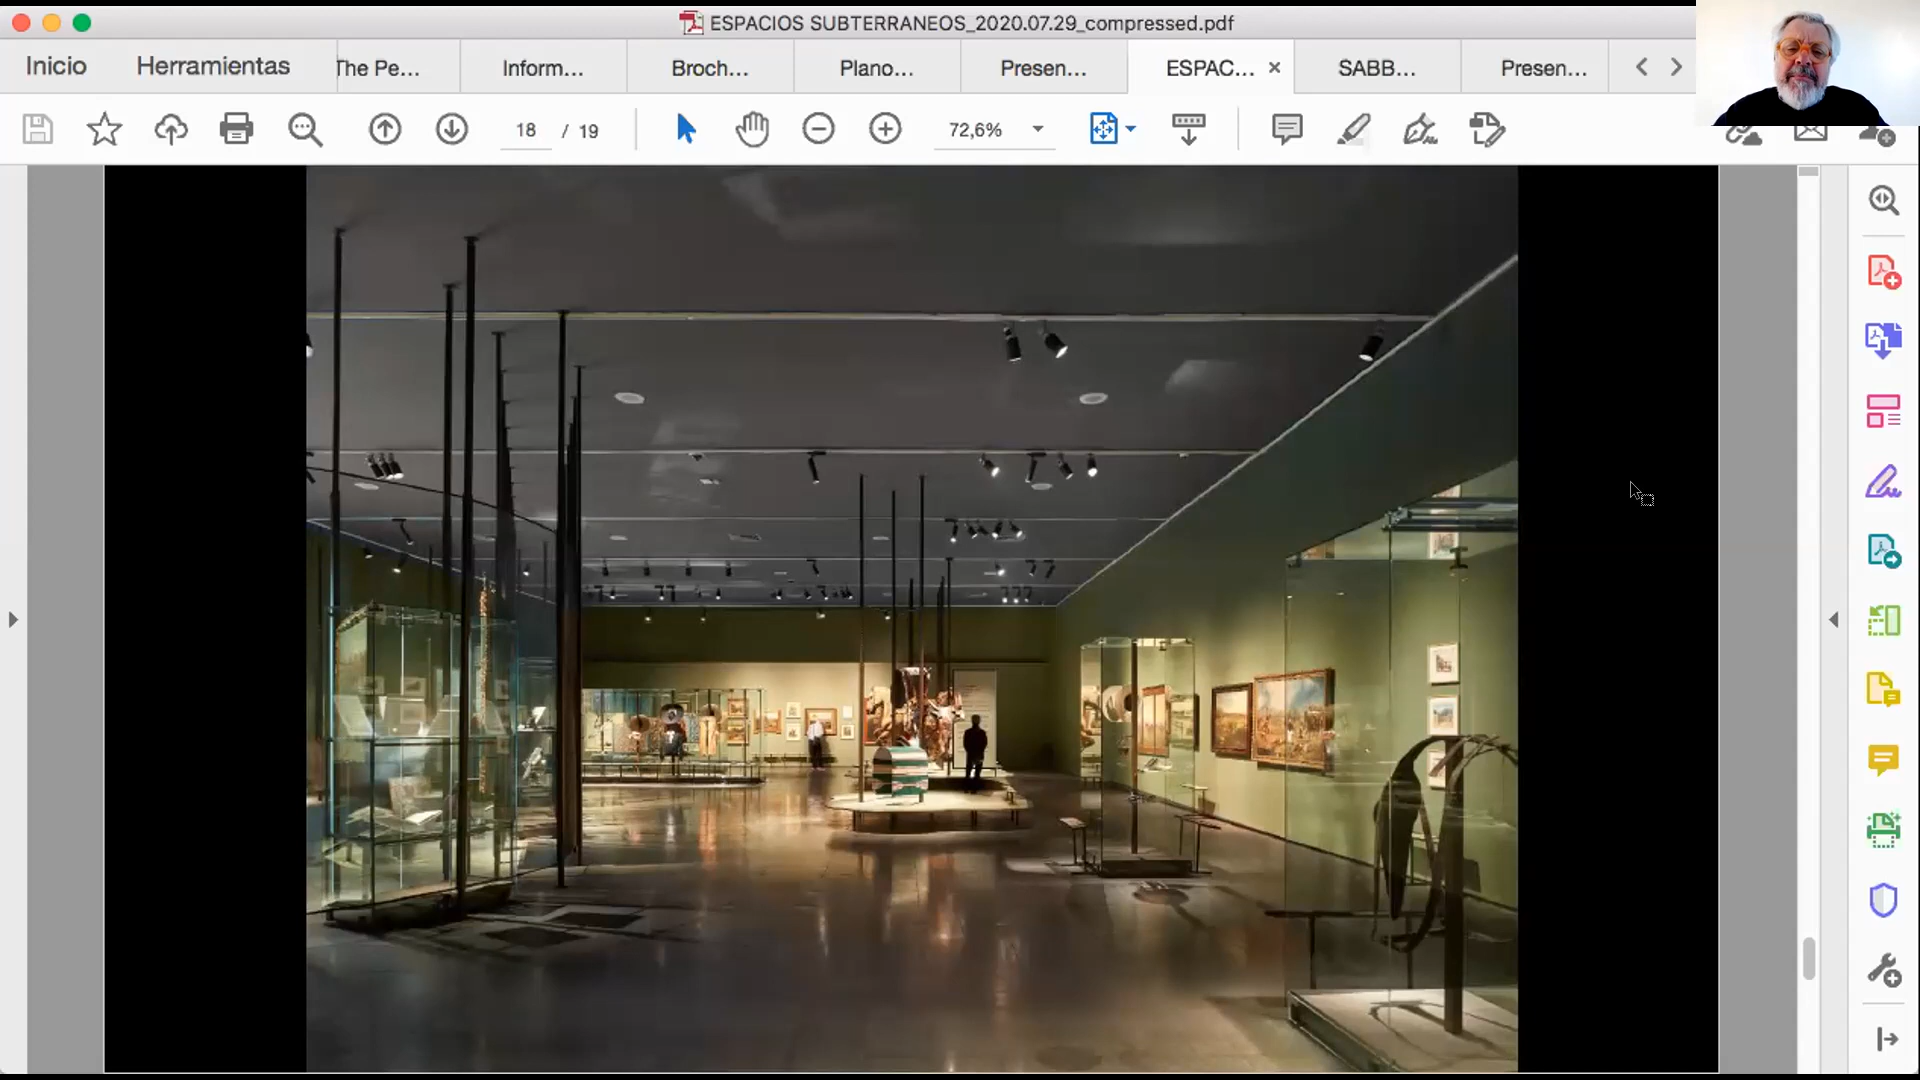 ESPACIOS SUBTERRANEOS_2020.07.29_compressed.pdf
Inicio Herramientas The Pe... Inform... Broch... Plano... Presen... ESPAC... × SABB... Presen...
18 / 19 72,6%